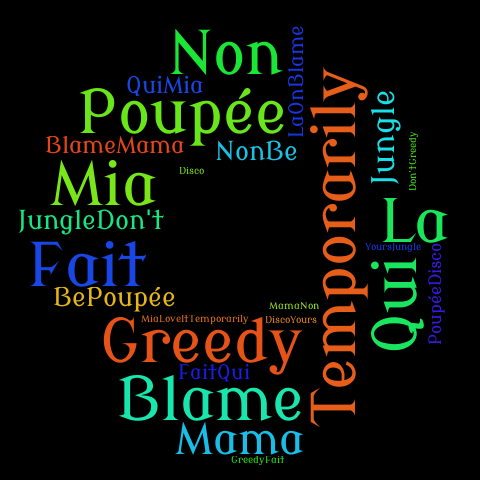 Non
LaOnBlame
QuiMia
Poupée
Temporarily
Jungle
BlameMama
NonBe
Don'tGreedy
Disco
Mia
JungleDon't
La
Fait
YoursJungle
PoupéeDisco
Qui
BePoupée
MamaNon
MiaLoveItTemporarily
DiscoYours
Greedy
FaitQui
Blame
Mama
GreedyFait